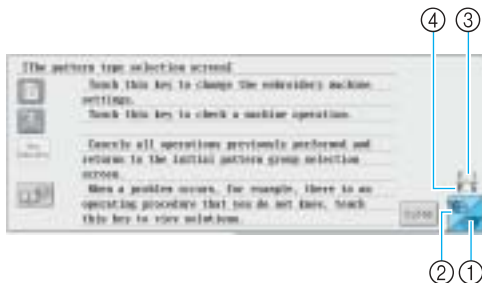 ④ ③
[The pattern type selection screen]
Touch this key to change the embroidery machine
settings.
Touch this key to check a machine operation.
Cancels all operations previously performed and
returns to the initial pattern group selection
screen.
When a problem occurs, for example, there is an
operating procedure that you do not know, touch
this key to view solutions.
CLOSE
② ①